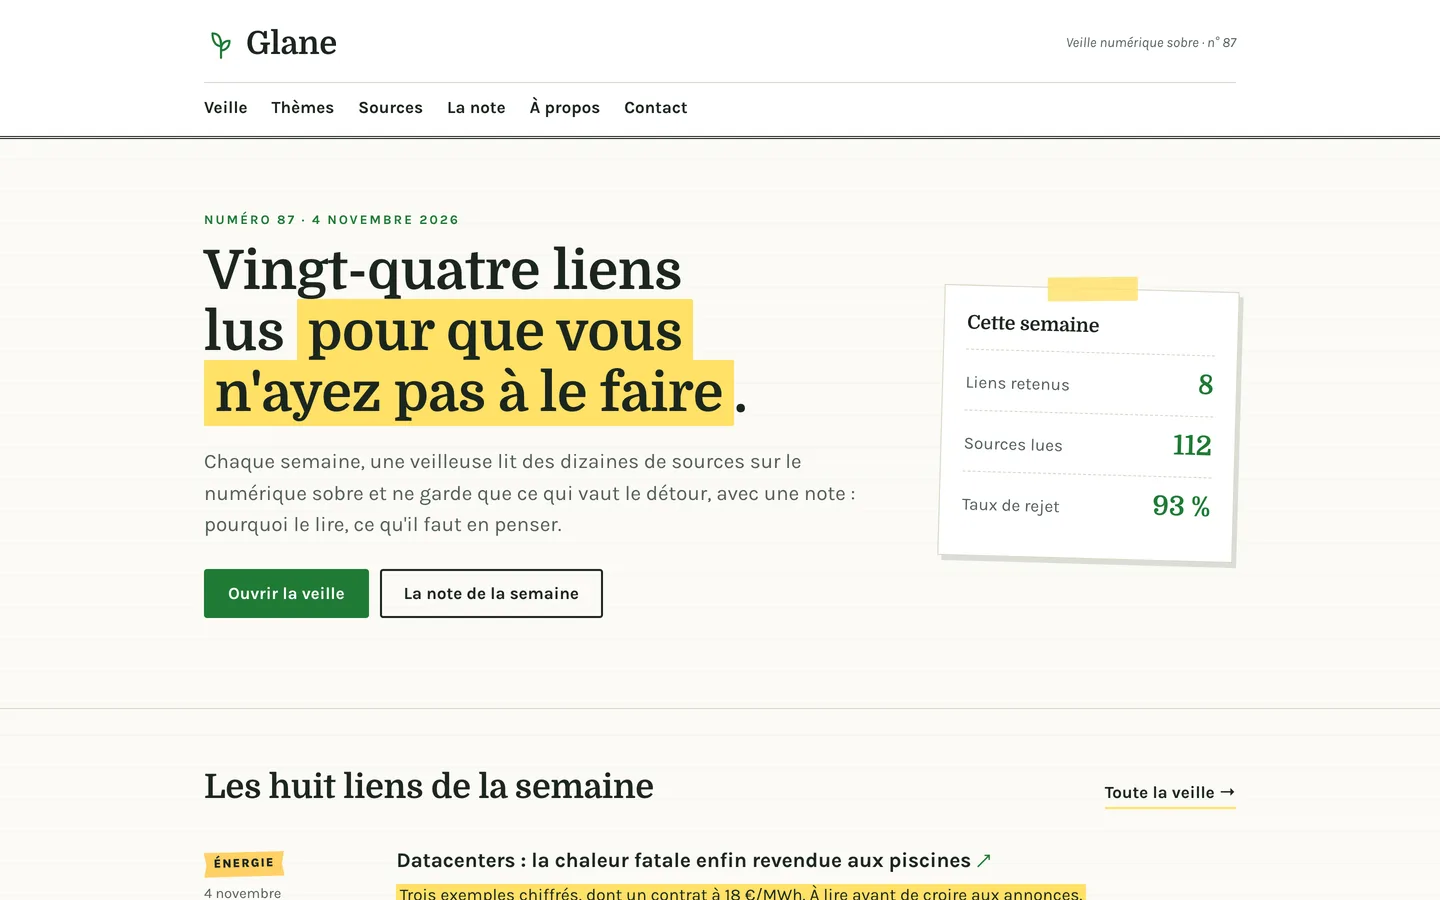 Glane
Veille numérique sobre · n° 87
Veille Thèmes Sources La note À propos Contact
NUMÉRO 87 · 4 NOVEMBRE 2026
Vingt-quatre liens
lus pour que vous
n'ayez pas à le faire.
Chaque semaine, une veilleuse lit des dizaines de sources sur le
numérique sobre et ne garde que ce qui vaut le détour, avec une note :
pourquoi le lire, ce qu'il faut en penser.
Ouvrir la veille
La note de la semaine
Cette semaine
Liens retenus 8
Sources lues 112
Taux de rejet 93 %
Les huit liens de la semaine
Toute la veille →
ÉNERGIE
4 novembre
Datacenters : la chaleur fatale enfin revendue aux piscines ↗
Trois exemples chiffrés, dont un contrat à 18 €/MWh. À lire avant de croire aux annonces.